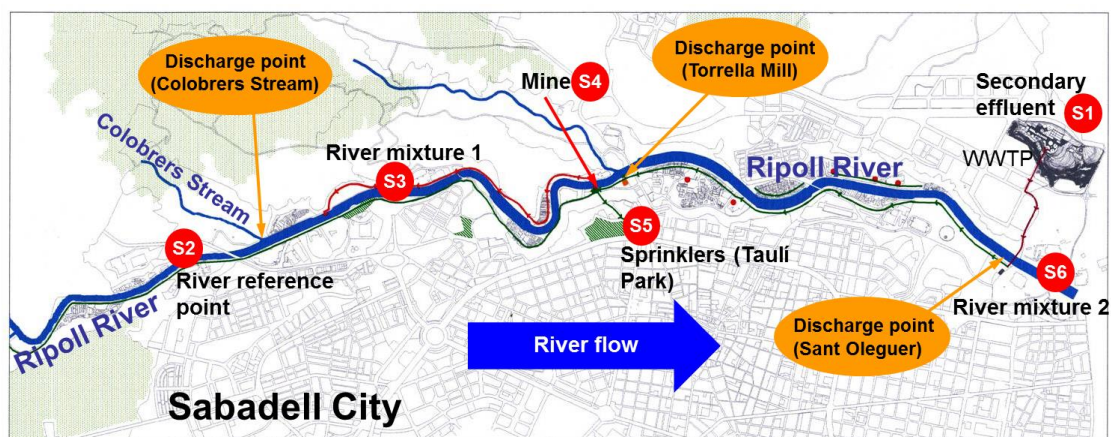 Discharge point
(Colobrers Stream)
Discharge point
(Torrella Mill)
Mine
S4
Secondary
effluent
S1
WWTP
Colobrers Stream
River mixture 1
S3
Ripoll River
S2
River reference
point
S5
Sprinklers (Taulí
Park)
S6
River mixture 2
Ripoll River
River flow
Discharge point
(Sant Oleguer)
Sabadell City